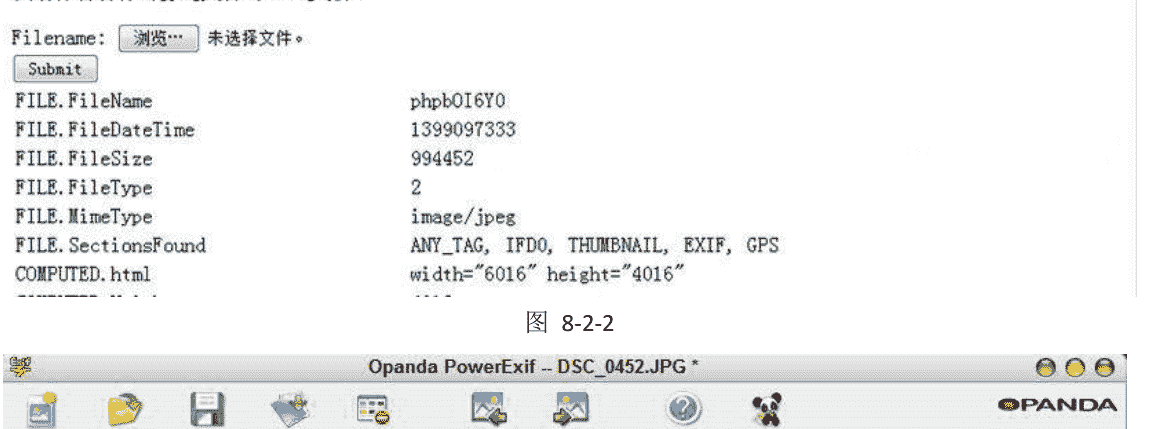 Filename: 浏览… 未选择文件。
Submit
FILE.FileName phpbOI6Y0
FILE.FileDateTime 1399097333
FILE.FileSize 994452
FILE.FileType 2
FILE.MimeType image/jpeg
FILE.SectionsFound ANY_TAG, IFD0, THUMBNAIL, EXIF, GPS
COMPUTED.html width="6016" height="4016"
图 8-2-2
Opanda PowerExif -- DSC_0452.JPG *
OPANDA